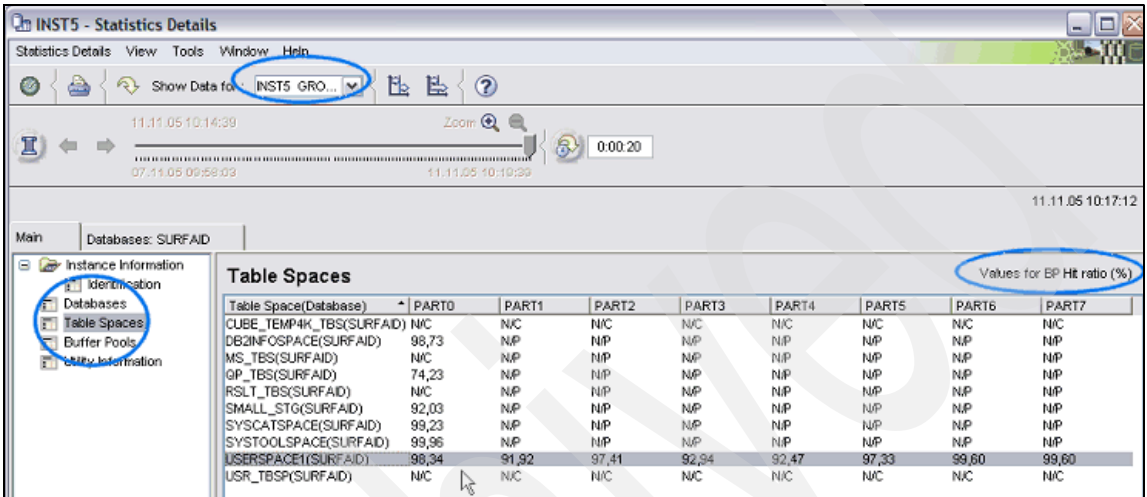 INST5 - Statistics Details
Statistics Details View Tools Window Help
Show Data for: INST5 GRO...
11.11.05 10:14:39 Zoom
0:00:20
07.11.05 09:58:03 11.11.05 10:19:39
11.11.05 10:17:12
Main Databases: SURFAID
Instance Information
Identification
Databases
Table Spaces
Buffer Pools
Utility Information
Table Spaces Values for BP Hit ratio (%)
Table Space(Database) PART0 PART1 PART2 PART3 PART4 PART5 PART6 PART7
CUBE_TEMP4K_TBS(SURFAID) N/C N/C N/C N/C N/C N/C N/C N/C
DB2INFOSPACE(SURFAID) 98,73 N/P N/P N/P N/P N/P N/P N/P
MS_TBS(SURFAID) N/C N/P N/P N/P N/P N/P N/P N/P
QP_TBS(SURFAID) 74,23 N/P N/P N/P N/P N/P N/P N/P
RSLT_TBS(SURFAID) N/C N/P N/P N/P N/P N/P N/P N/P
SMALL_STG(SURFAID) 92,03 N/P N/P N/P N/P N/P N/P N/P
SYSCATSPACE(SURFAID) 99,23 N/P N/P N/P N/P N/P N/P N/P
SYSTOOLSPACE(SURFAID) 99,96 N/P N/P N/P N/P N/P N/P N/P
USERSPACE1(SURFAID) 98,34 91,92 97,41 92,94 92,47 97,33 99,60 99,60
USR_TBSP(SURFAID) N/C N/C N/C N/C N/C N/C N/C N/C